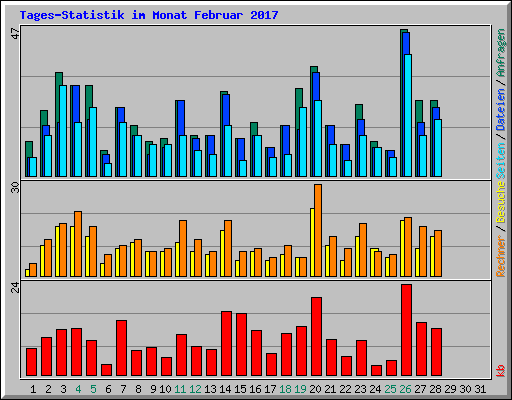 Tages-Statistik im Monat Februar 2017
47
30
24
Rechner / Besuche
Seiten / Dateien / Anfragen
kb
1 2 3 4 5 6 7 8 9 10 11 12 13 14 15 16 17 18 19 20 21 22 23 24 25 26 27 28 29 30 31